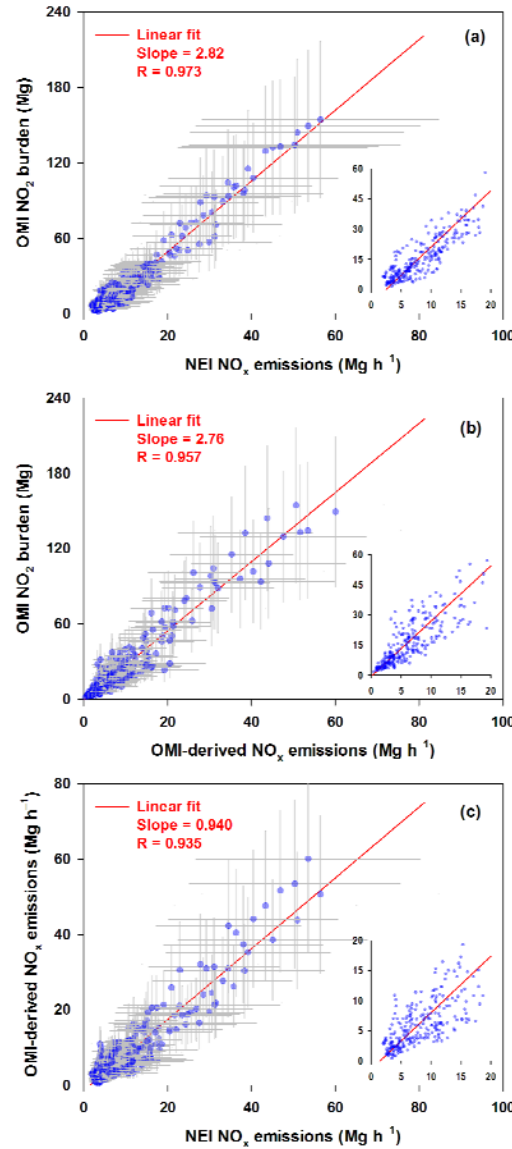 240
180
120
60
0
OMI NO₂ burden (Mg)
Linear fit
Slope = 2.82
R = 0.973
(a)
60
45
30
15
0
0 5 10 15 20
0 20 40 60 80 100
NEI NOₓ emissions (Mg h⁻¹)
240
180
120
60
0
OMI NO₂ burden (Mg)
Linear fit
Slope = 2.76
R = 0.957
(b)
60
45
30
15
0
0 5 10 15 20
0 20 40 60 80 100
OMI-derived NOₓ emissions (Mg h⁻¹)
80
60
40
20
0
OMI-derived NOₓ emissions (Mg h⁻¹)
Linear fit
Slope = 0.940
R = 0.935
(c)
20
15
10
5
0
0 5 10 15 20
0 20 40 60 80 100
NEI NOₓ emissions (Mg h⁻¹)